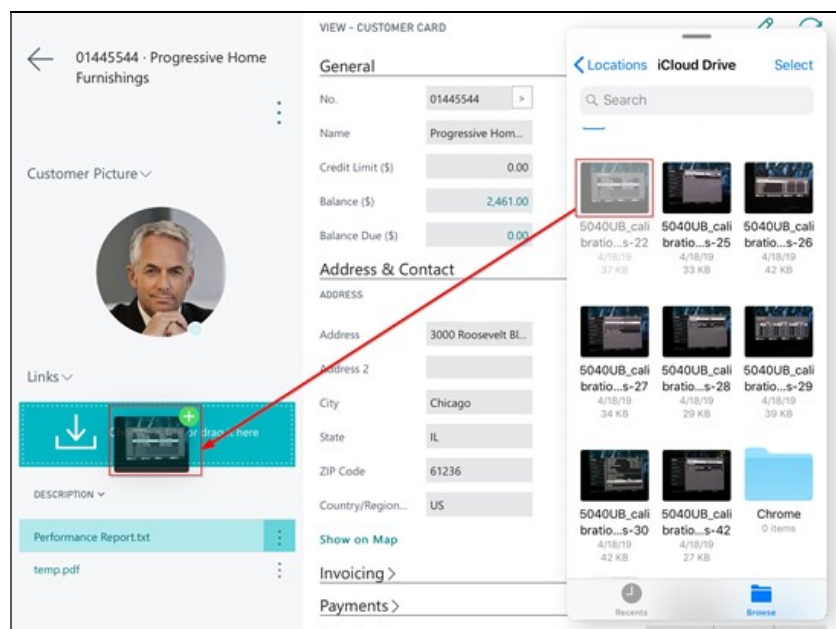 01445544 · Progressive Home
Furnishings
Customer Picture
Links
or drag it here
DESCRIPTION
Performance Report.txt
temp.pdf
VIEW - CUSTOMER CARD
General
No.
01445544
>
Name
Progressive Hom...
Credit Limit ($)
0.00
Balance ($)
2,461.00
Balance Due ($)
0.00
Address & Contact
ADDRESS
Address
3000 Roosevelt Bl...
Address 2
City
Chicago
State
IL
ZIP Code
61236
Country/Region...
US
Show on Map
Invoicing >
Payments >
Locations
iCloud Drive
Select
Search
5040UB_cali
bratio...s-22
4/18/19
37 KB
5040UB_cali
bratio...s-25
4/18/19
33 KB
5040UB_cali
bratio...s-26
4/18/19
42 KB
5040UB_cali
bratio...s-27
4/18/19
34 KB
5040UB_cali
bratio...s-28
4/18/19
29 KB
5040UB_cali
bratio...s-29
4/18/19
39 KB
5040UB_cali
bratio...s-30
4/18/19
42 KB
5040UB_cali
bratio...s-42
4/18/19
27 KB
Chrome
0 items
Recents
Browse